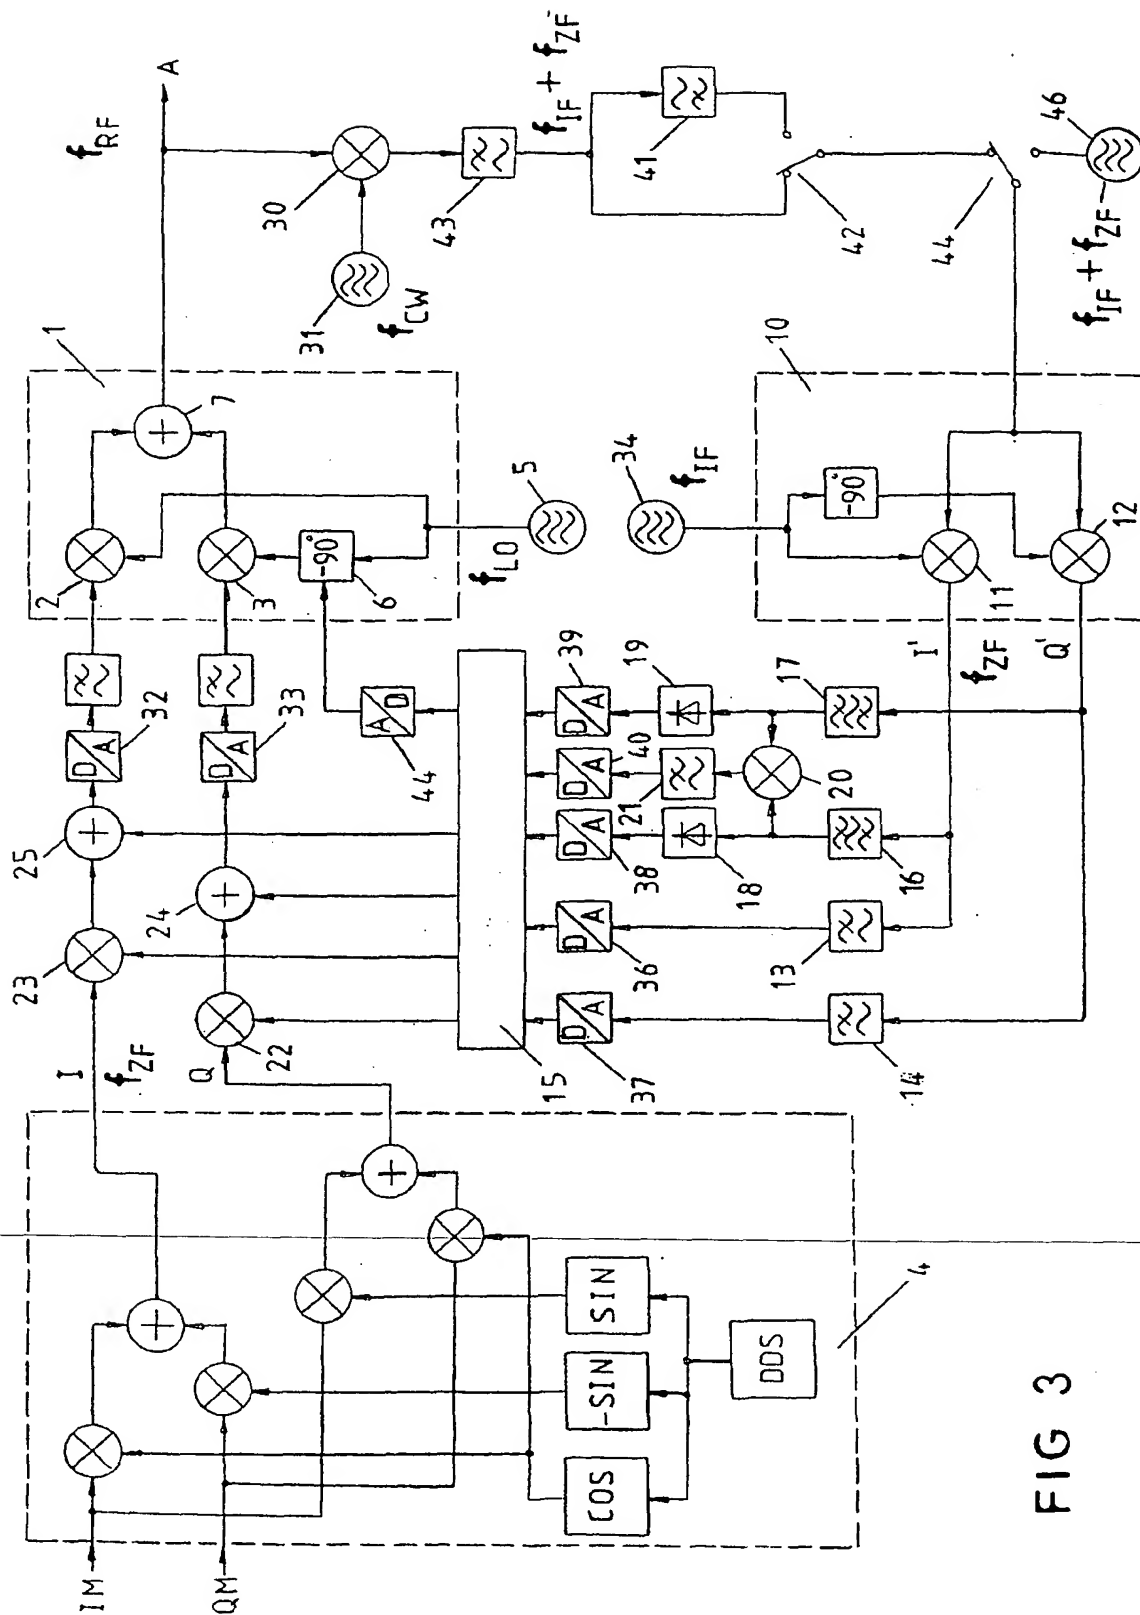 IM
QM
COS
-SIN
SIN
DDS
4
I
f_ZF
Q
23
22
24
25
D
A
32
D
A
33
A
D
44
15
D
A
37
D
A
36
D
A
38
D
A
40
D
A
39
14
13
18
21
19
16
20
17
I'
f_ZF
Q'
2
3
-90°
6
7
1
f_LO
5
34
f_IF
-90°
10
11
12
f_RF
A
30
31
f_CW
43
f_IF + f_ZF
41
42
44
46
f_IF + f_ZF
FIG 3